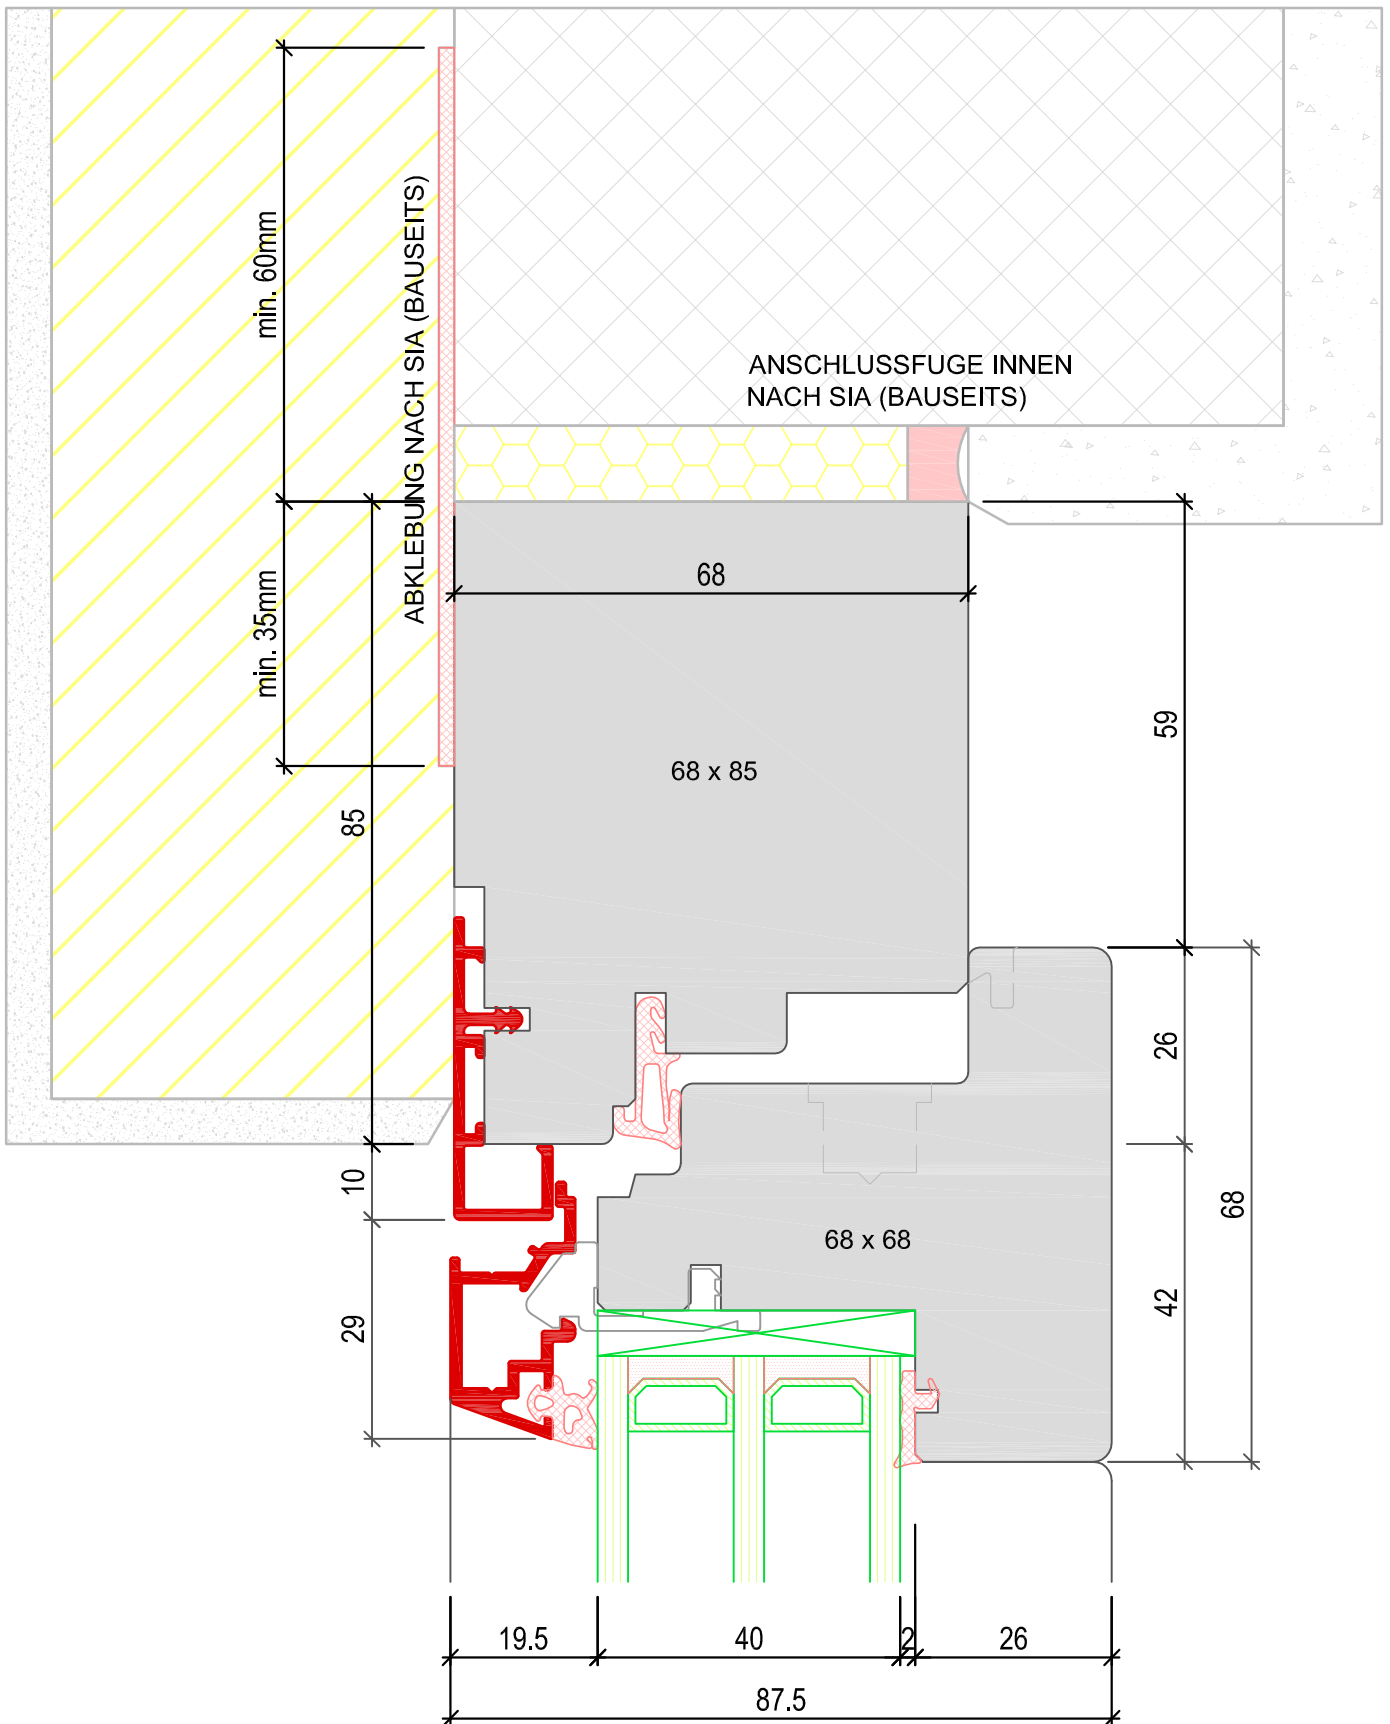 min. 60mm
ABKLEBUNG NACH SIA (BAUSEITS)
ANSCHLUSSFUGE INNEN
NACH SIA (BAUSEITS)
68
min. 35mm
59
68 x 85
85
26
10
68
68 x 68
42
29
19.5
40
2
26
87.5